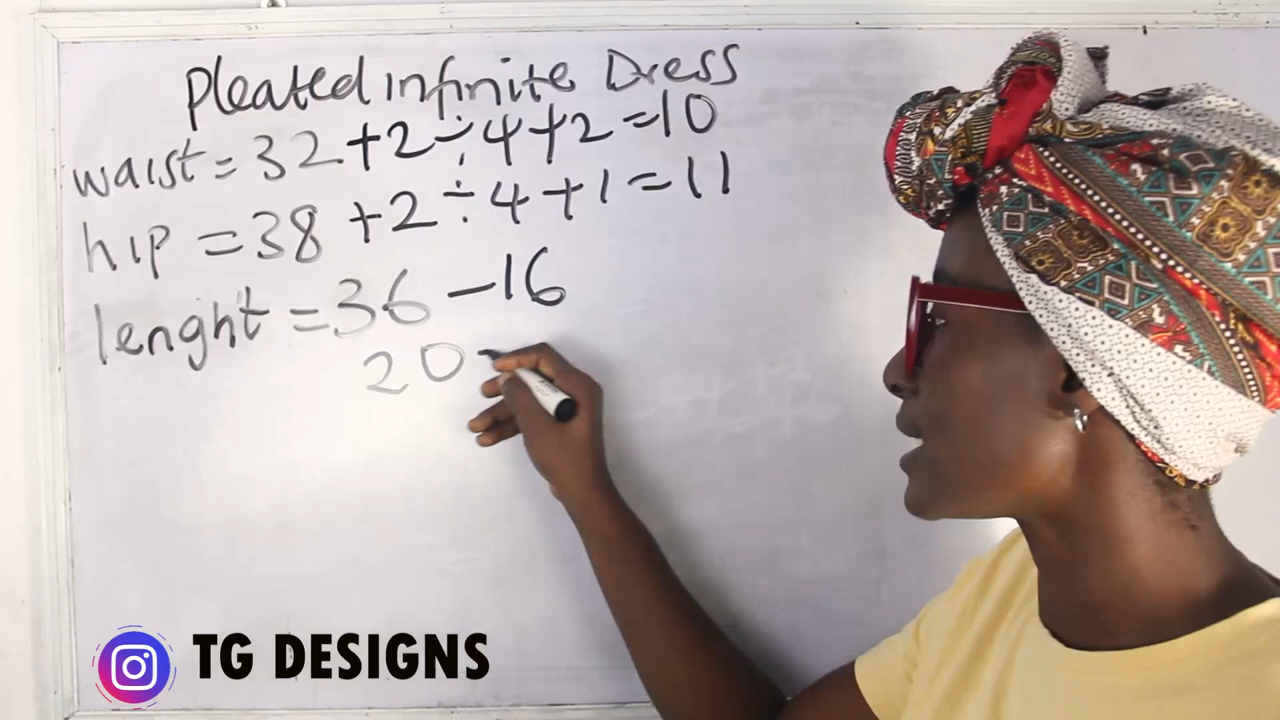 Pleated infinite Dress
waist = 32 +2 ÷4+2 =10
hip = 38 +2 ÷4 +1 =11
lenght = 36 -16
20 -
TG DESIGNS